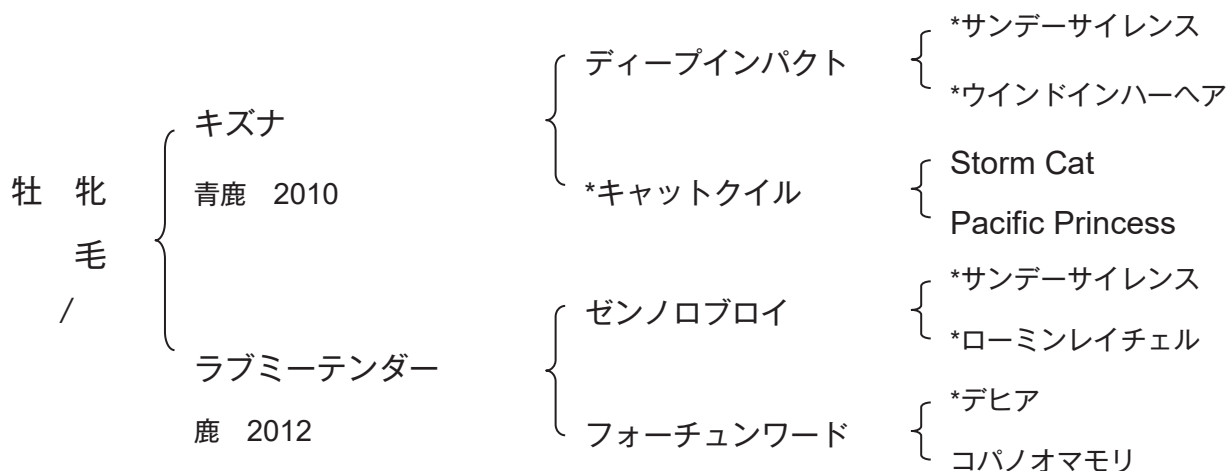 *サンデーサイレンス
ディープインパクト
*ウインドインハーヘア
キズナ
Storm Cat
牡　牝
青鹿　2010
*キャットクイル
Pacific Princess
毛
*サンデーサイレンス
/
ゼンノロブロイ
*ローミンレイチェル
ラブミーテンダー
*デヒア
鹿　2012
フォーチュンワード
コパノオマモリ